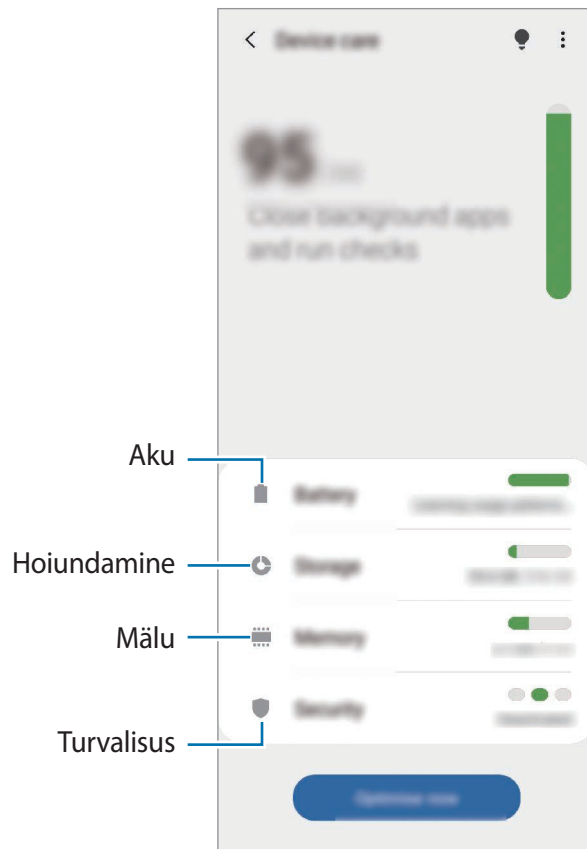 Device care
95
Close background apps
and run checks
Aku
Battery
Hoiundamine
Storage
Mälu
Memory
Turvalisus
Security
Optimise now